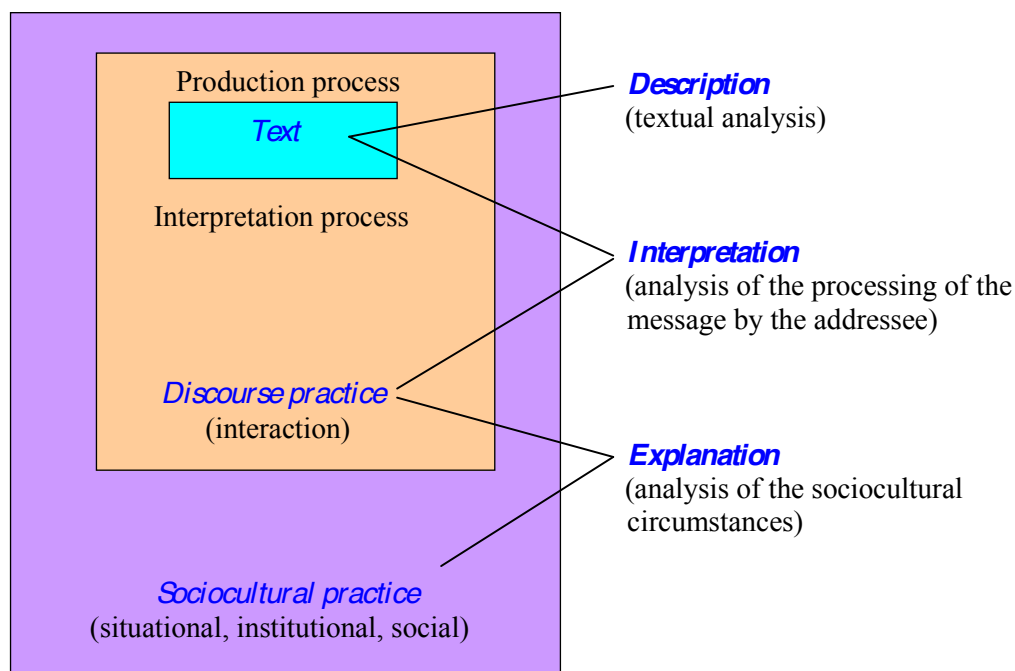 Production process
Text
Interpretation process
Discourse practice
(interaction)
Sociocultural practice
(situational, institutional, social)
Description
(textual analysis)
Interpretation
(analysis of the processing of the
message by the addressee)
Explanation
(analysis of the sociocultural
circumstances)